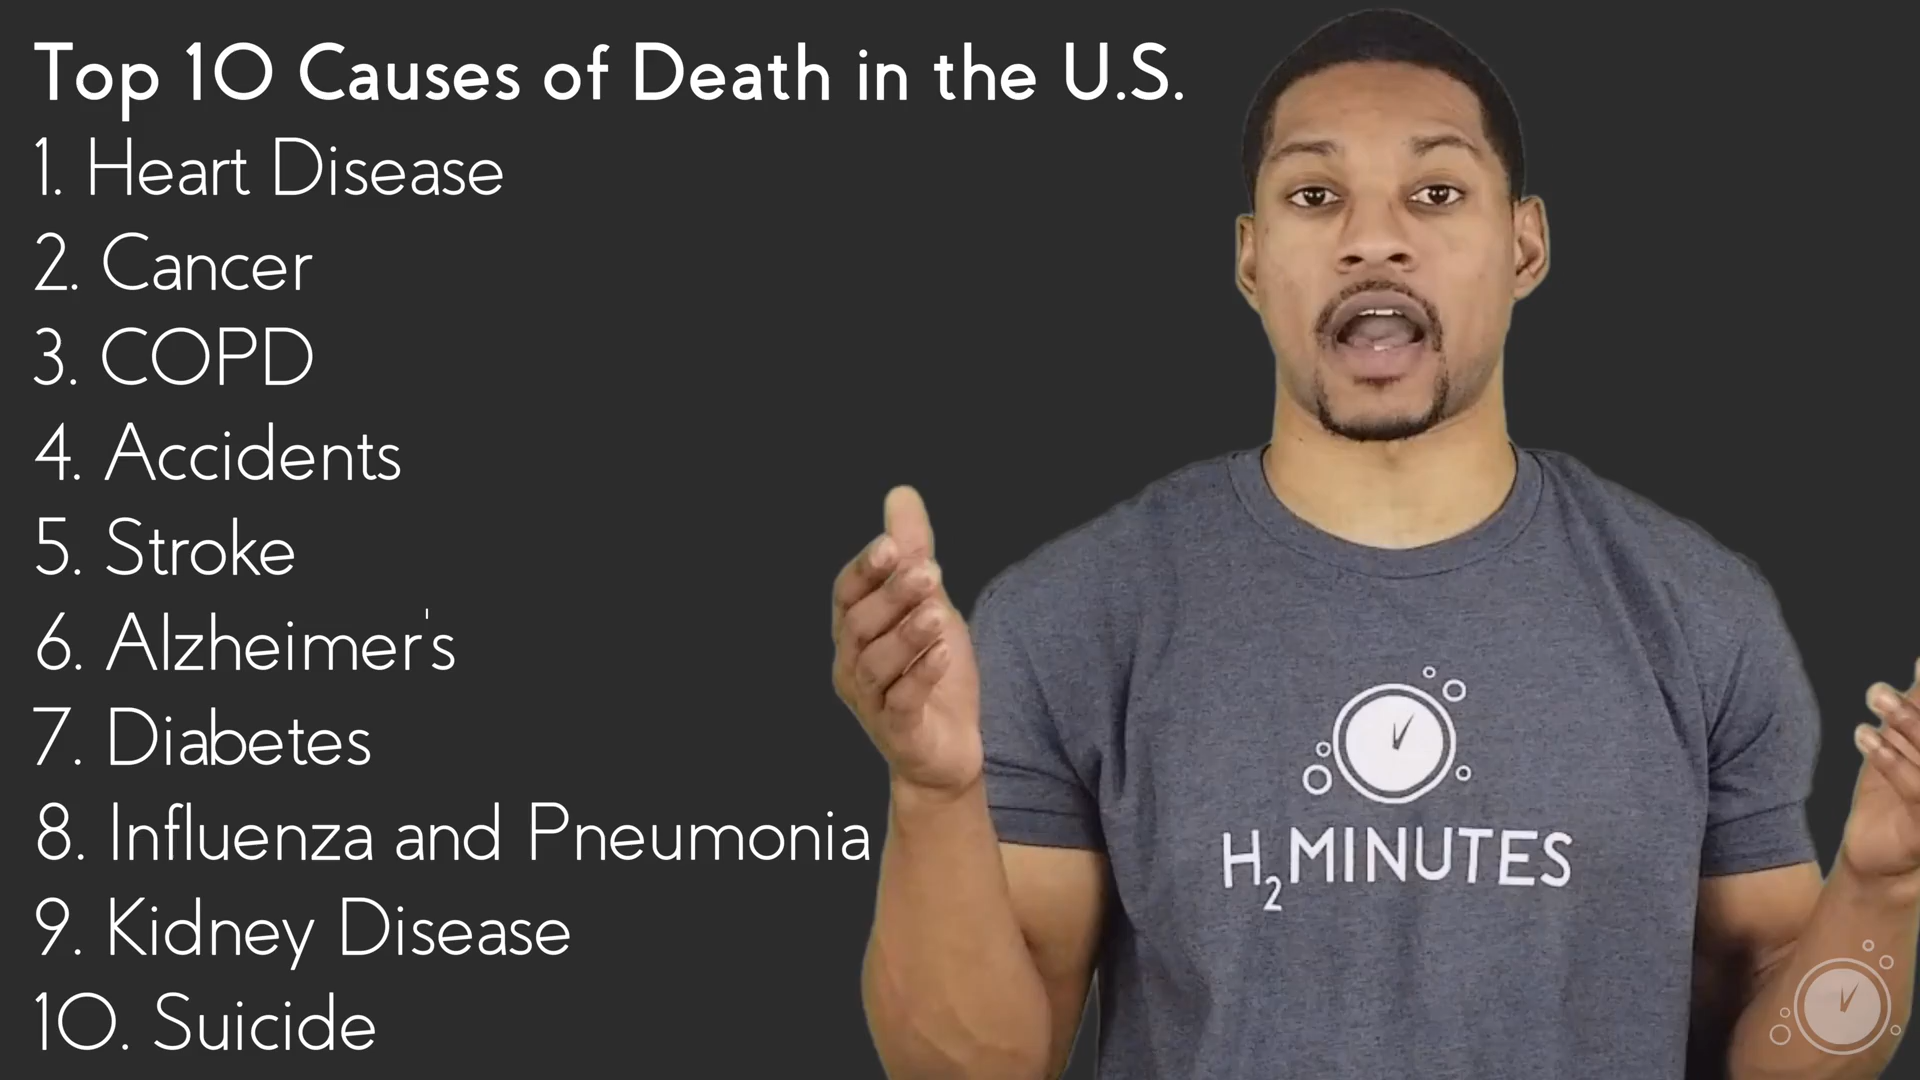 Top 10 Causes of Death in the U.S.
1. Heart Disease
2. Cancer
3. COPD
4. Accidents
5. Stroke
6. Alzheimer's
7. Diabetes
8. Influenza and Pneumonia
9. Kidney Disease
10. Suicide
H2MINUTES